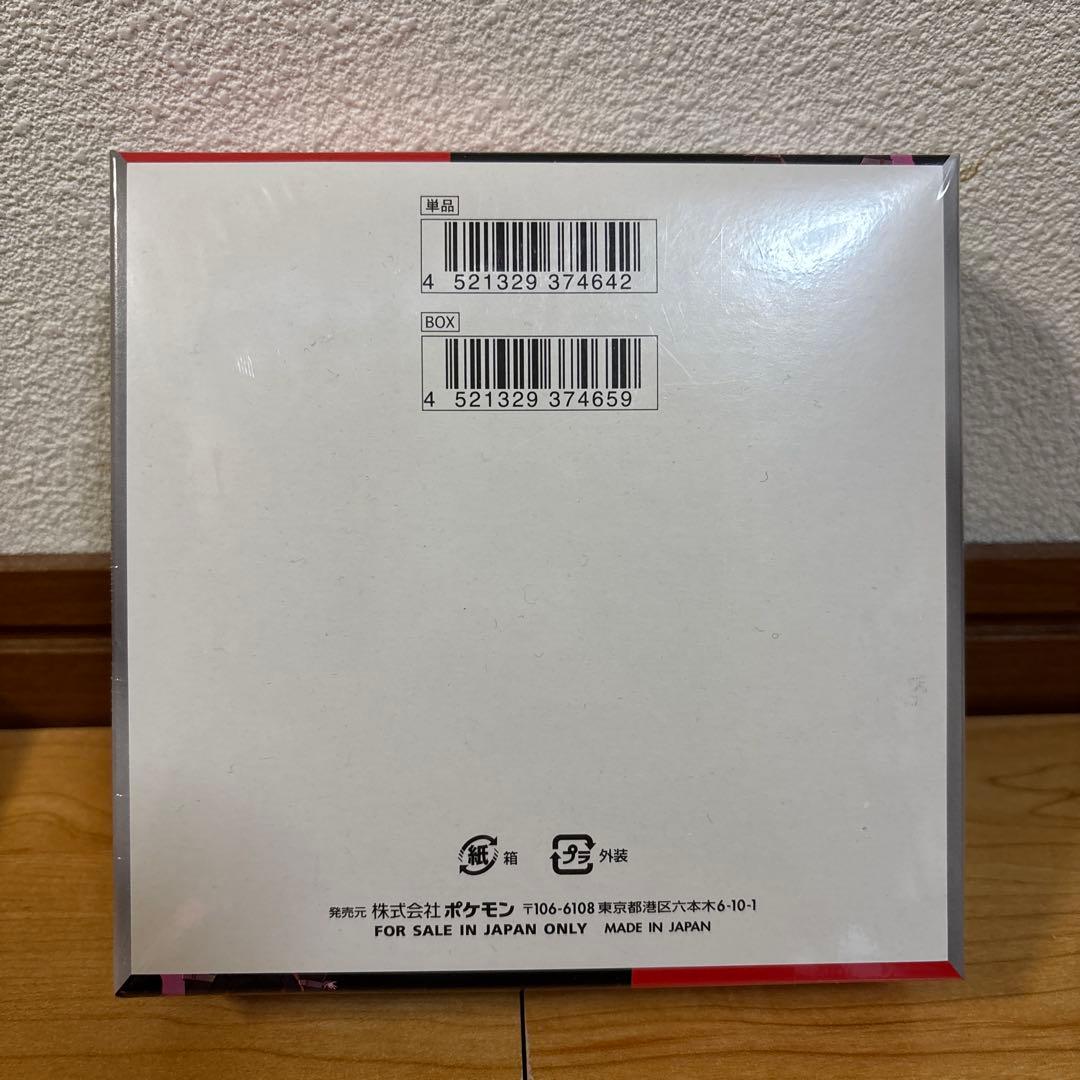 単品
4 521329 374642
BOX
4 521329 374659
紙 箱 プラ 外装
発売元 株式会社 ポケモン 〒106-6108 東京都港区六本木6-10-1
FOR SALE IN JAPAN ONLY MADE IN JAPAN